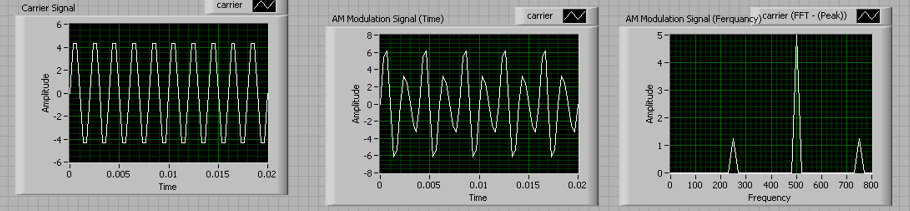 Carrier Signal
carrier
6
4
2
0
-2
-4
-6
Amplitude
0 0.005 0.01 0.015 0.02
Time
AM Modulation Signal (Time)
carrier
8
6
4
2
0
-2
-4
-6
-8
Amplitude
0 0.005 0.01 0.015 0.02
Time
AM Modulation Signal (Ferquancy)
carrier (FFT - (Peak))
5
4
3
2
1
0
Amplitude
0 100 200 300 400 500 600 700 800
Frequency